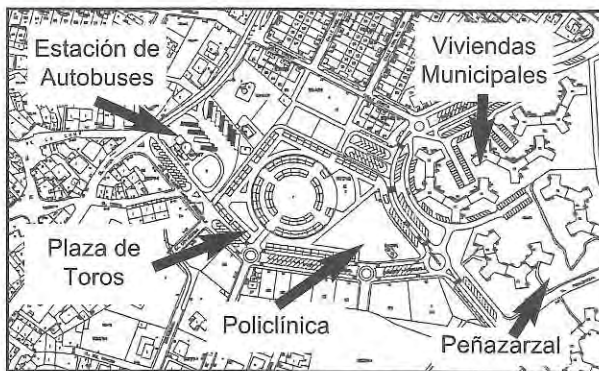 Estación de
Autobuses
Viviendas
Municipales
Plaza de
Toros
Policlínica
Peñazarzal